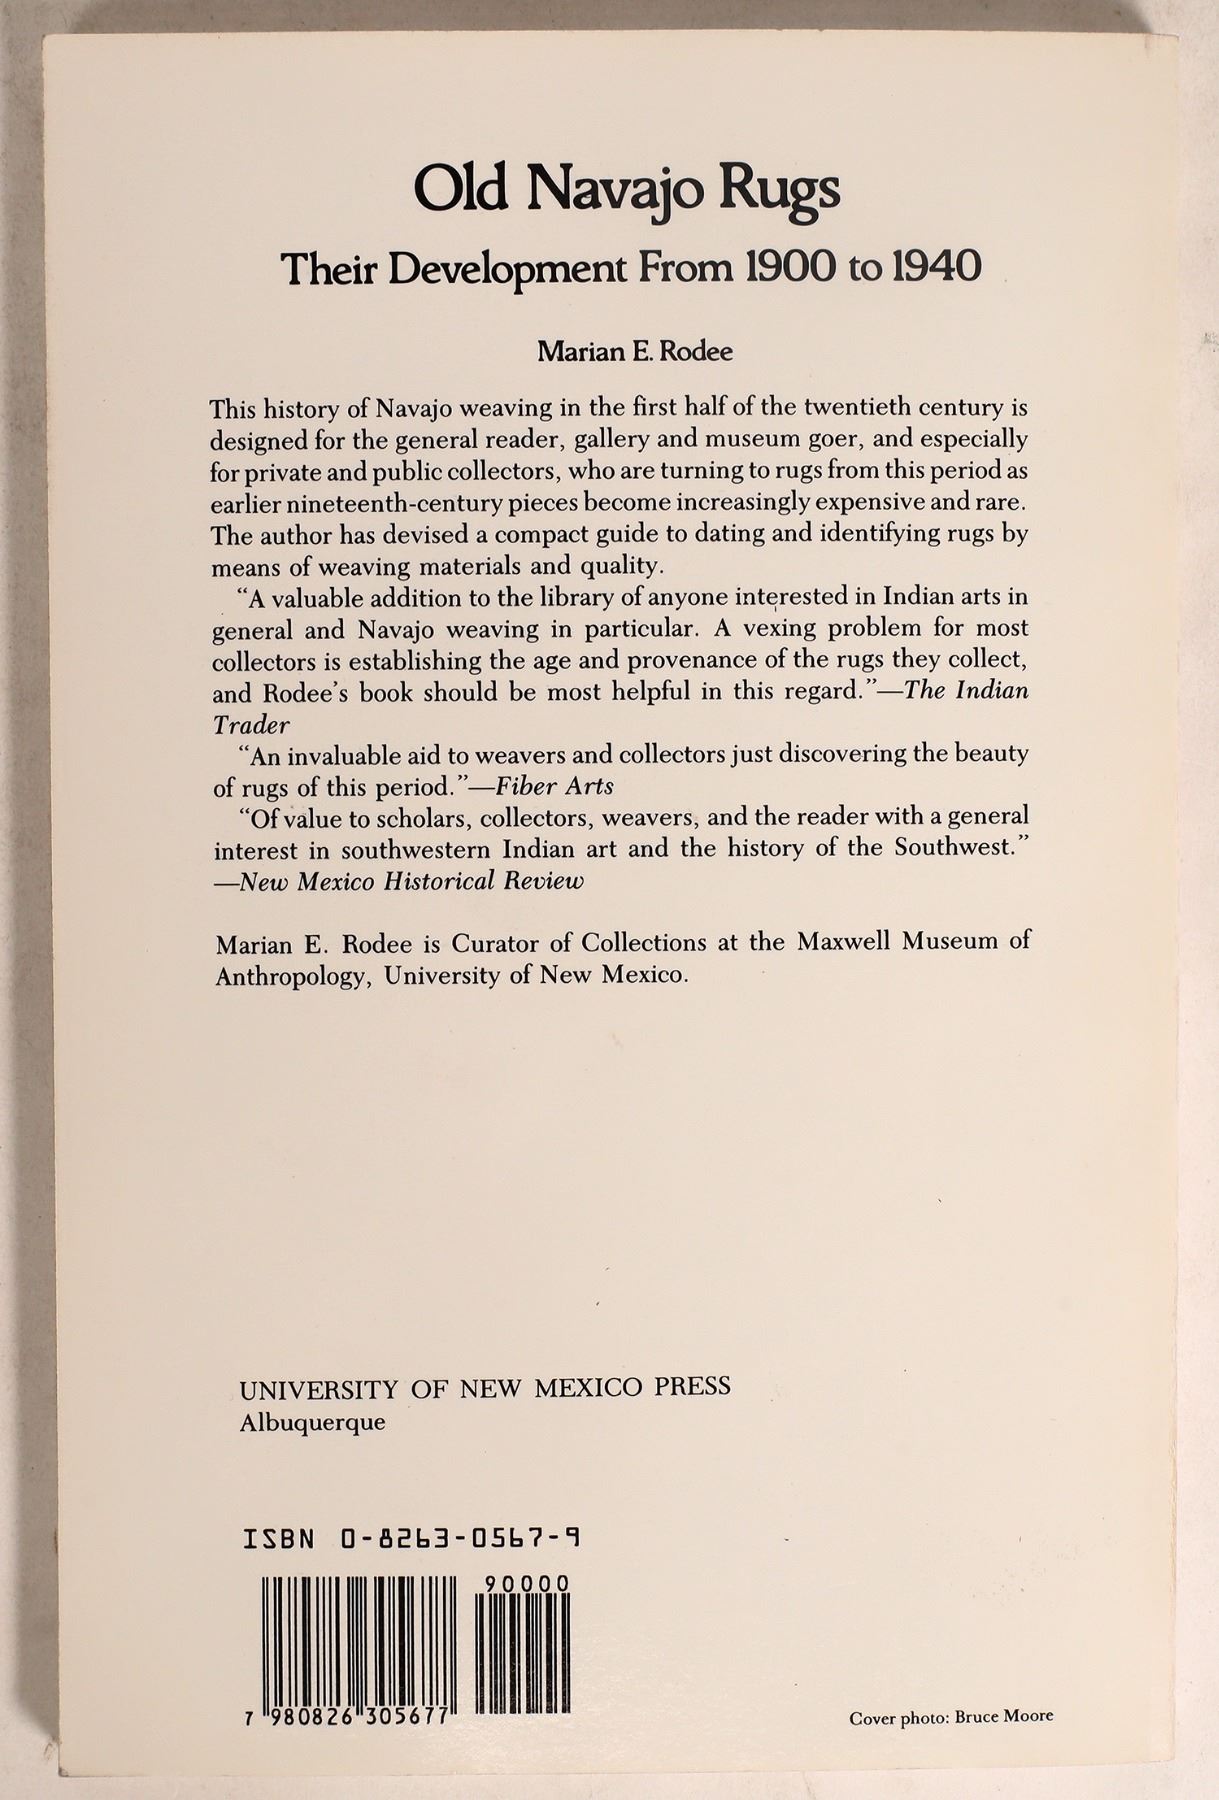 Old Navajo Rugs
Their Development From 1900 to 1940
Marian E. Rodee
This history of Navajo weaving in the first half of the twentieth century is
designed for the general reader, gallery and museum goer, and especially
for private and public collectors, who are turning to rugs from this period as
earlier nineteenth-century pieces become increasingly expensive and rare.
The author has devised a compact guide to dating and identifying rugs by
means of weaving materials and quality.
“A valuable addition to the library of anyone interested in Indian arts in
general and Navajo weaving in particular. A vexing problem for most
collectors is establishing the age and provenance of the rugs they collect,
and Rodee’s book should be most helpful in this regard.”—The Indian
Trader
“An invaluable aid to weavers and collectors just discovering the beauty
of rugs of this period.”—Fiber Arts
“Of value to scholars, collectors, weavers, and the reader with a general
interest in southwestern Indian art and the history of the Southwest.”
—New Mexico Historical Review
Marian E. Rodee is Curator of Collections at the Maxwell Museum of
Anthropology, University of New Mexico.
UNIVERSITY OF NEW MEXICO PRESS
Albuquerque
ISBN 0-8263-0567-9
90000
7 980826 305677
Cover photo: Bruce Moore